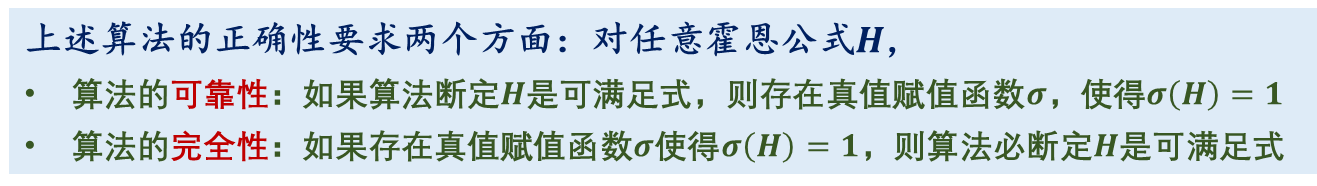 上述算法的正确性要求两个方面：对任意霍恩公式H，
• 算法的可靠性：如果算法断定H是可满足式，则存在真值赋值函数σ，使得σ(H) = 1
• 算法的完全性：如果存在真值赋值函数σ使得σ(H) = 1，则算法必断定H是可满足式